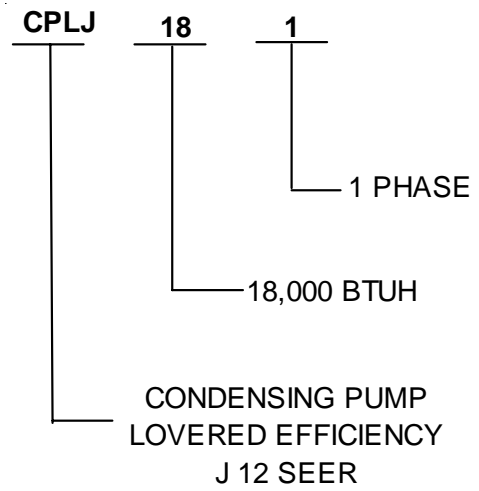 CPLJ 18 1
1 PHASE
18,000 BTUH
CONDENSING PUMP
LOVERED EFFICIENCY
J 12 SEER